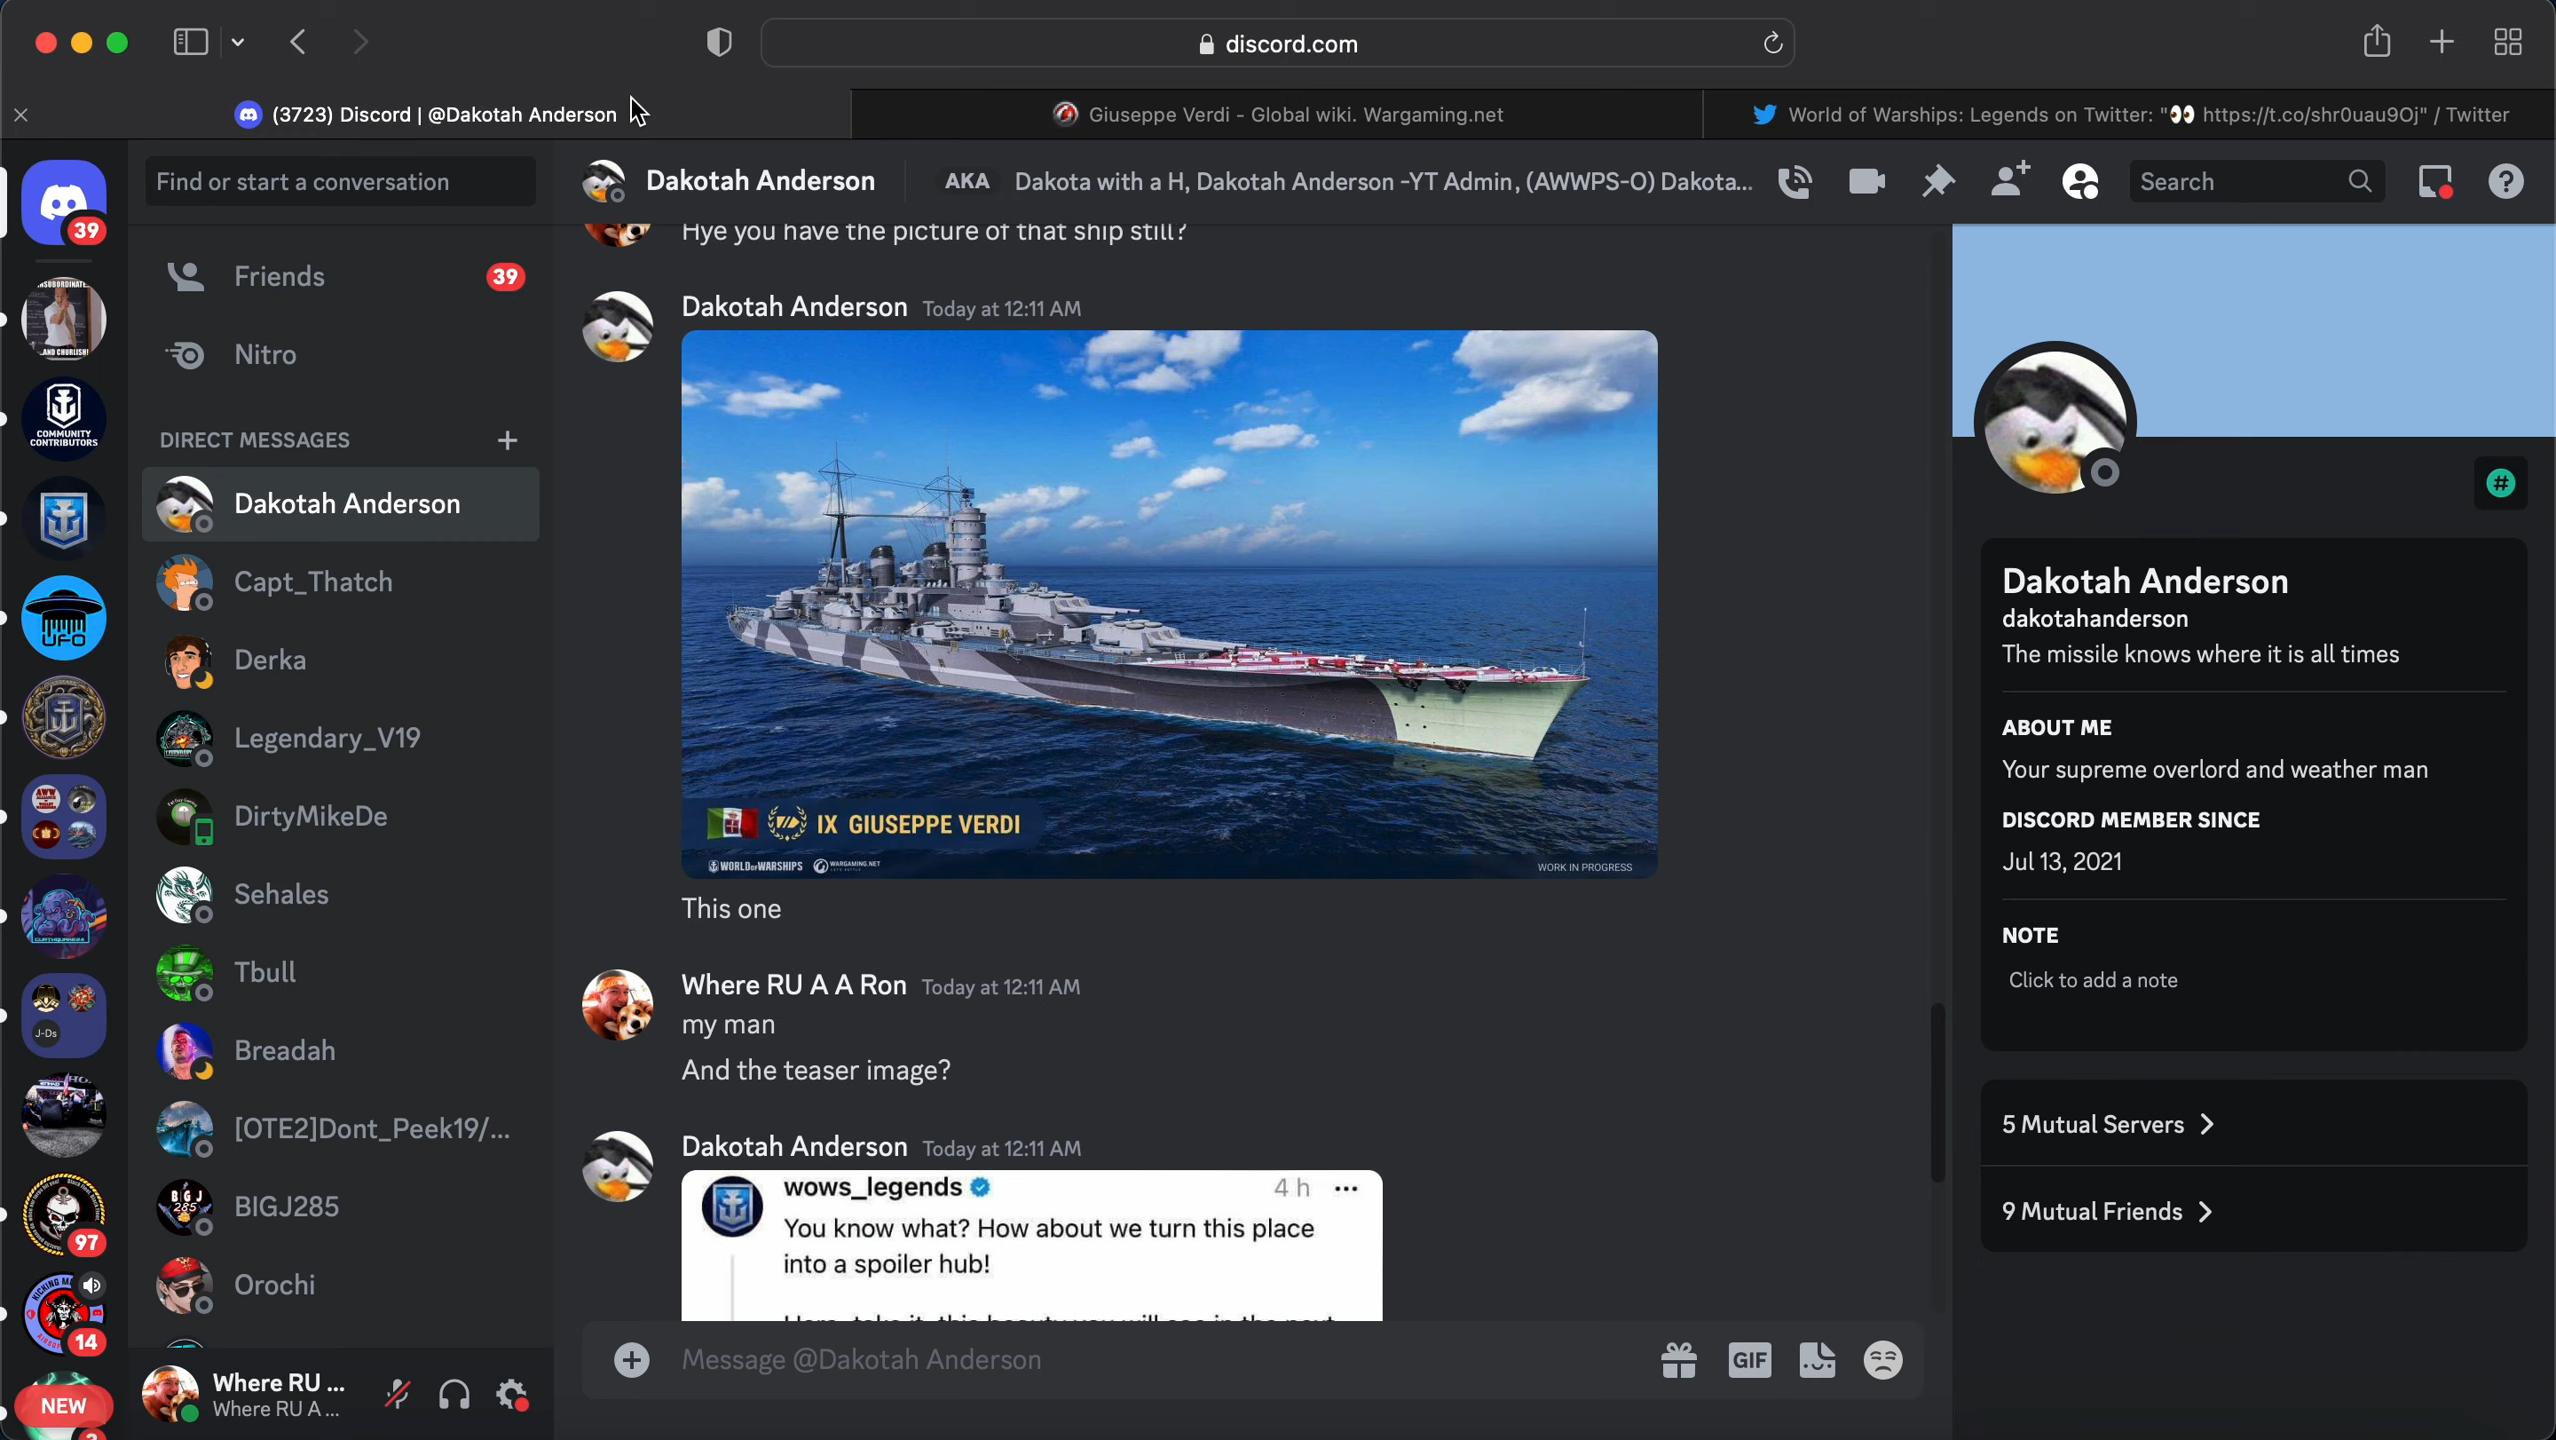 discord.com
(3723) Discord | @Dakotah Anderson
Giuseppe Verdi - Global wiki. Wargaming.net
World of Warships: Legends on Twitter: "👀 https://t.co/shr0uau9Oj" / Twitter
39
...AND CHURLISH!
COMMUNITY
CONTRIBUTORS
UFO
AWW
J-Ds
97
14
NEW
Find or start a conversation
Friends
39
Nitro
DIRECT MESSAGES
Dakotah Anderson
Capt_Thatch
Derka
Legendary_V19
DirtyMikeDe
Sehales
Tbull
Breadah
[OTE2]Dont_Peek19/...
BIGJ285
Orochi
Where RU ...
Where RU A ...
Dakotah Anderson
AKA Dakota with a H, Dakotah Anderson -YT Admin, (AWWPS-O) Dakota...
Search
Hye you have the picture of that ship still?
Dakotah Anderson Today at 12:11 AM
IX GIUSEPPE VERDI
WORLD OF WARSHIPS WARGAMING.NET
WORK IN PROGRESS
This one
Where RU A A Ron Today at 12:11 AM
my man
And the teaser image?
Dakotah Anderson Today at 12:11 AM
wows_legends 4 h
You know what? How about we turn this place
into a spoiler hub!
Message @Dakotah Anderson
GIF
Dakotah Anderson
dakotahanderson
The missile knows where it is all times
ABOUT ME
Your supreme overlord and weather man
DISCORD MEMBER SINCE
Jul 13, 2021
NOTE
Click to add a note
5 Mutual Servers
9 Mutual Friends